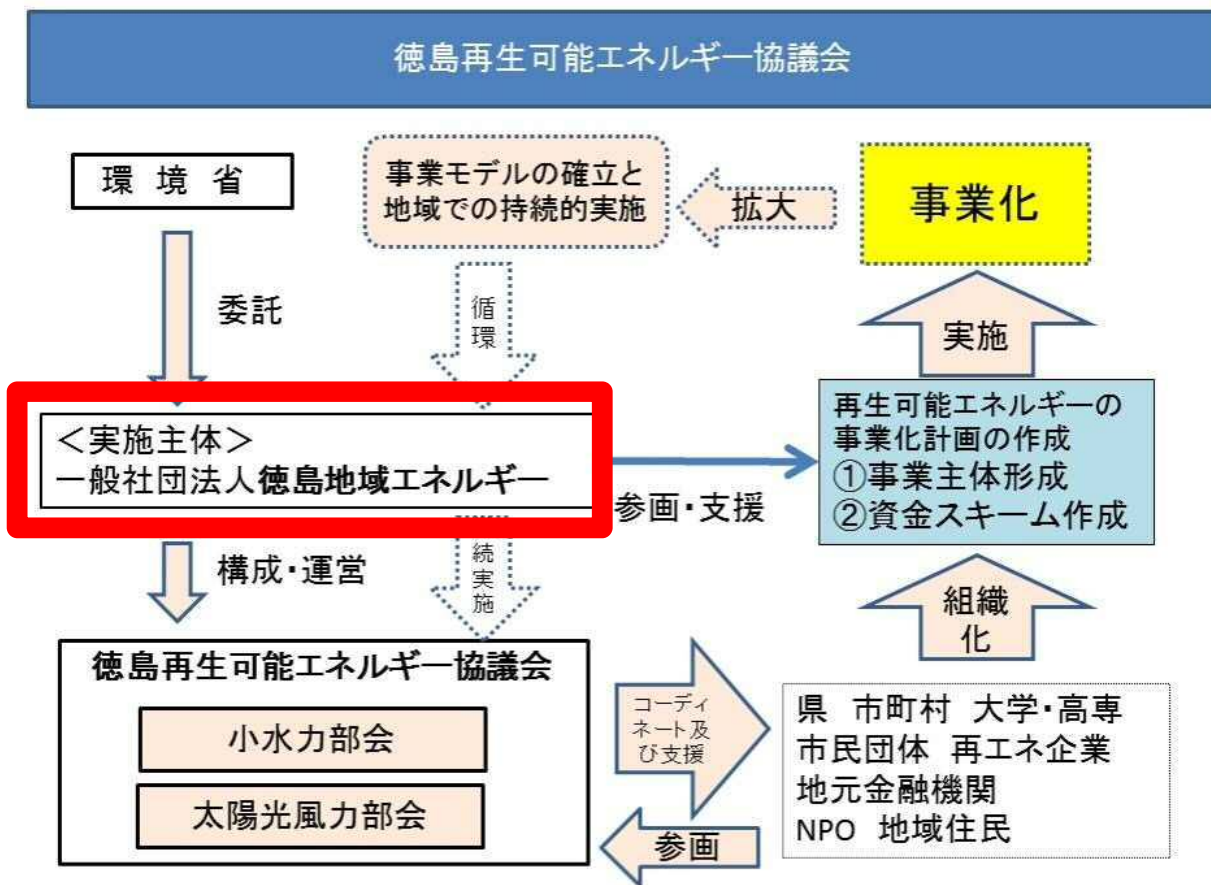 徳島再生可能エネルギー協議会
環境省
事業モデルの確立と
地域での持続的実施
拡大
事業化
委託
循
環
実施
<実施主体>
一般社団法人徳島地域エネルギー
参画・支援
再生可能エネルギーの
事業化計画の作成
①事業主体形成
②資金スキーム作成
構成・運営
続
実
施
組織
化
徳島再生可能エネルギー協議会
小水力部会
太陽光風力部会
コーディ
ネート及
び支援
参画
県 市町村 大学・高専
市民団体 再エネ企業
地元金融機関
NPO 地域住民